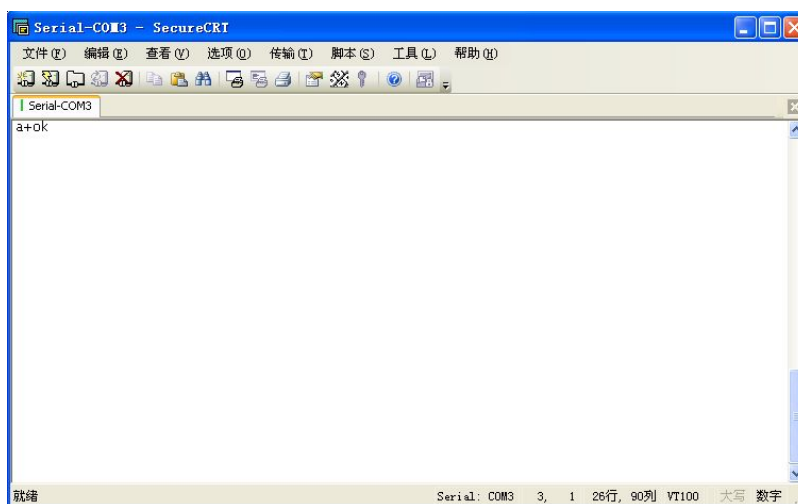 Serial-COM3 - SecureCRT
文件(F) 编辑(E) 查看(V) 选项(O) 传输(T) 脚本(S) 工具(L) 帮助(H)
Serial-COM3
a+ok
就绪 Serial: COM3 3, 1 26行, 90列 VT100 大写 数字